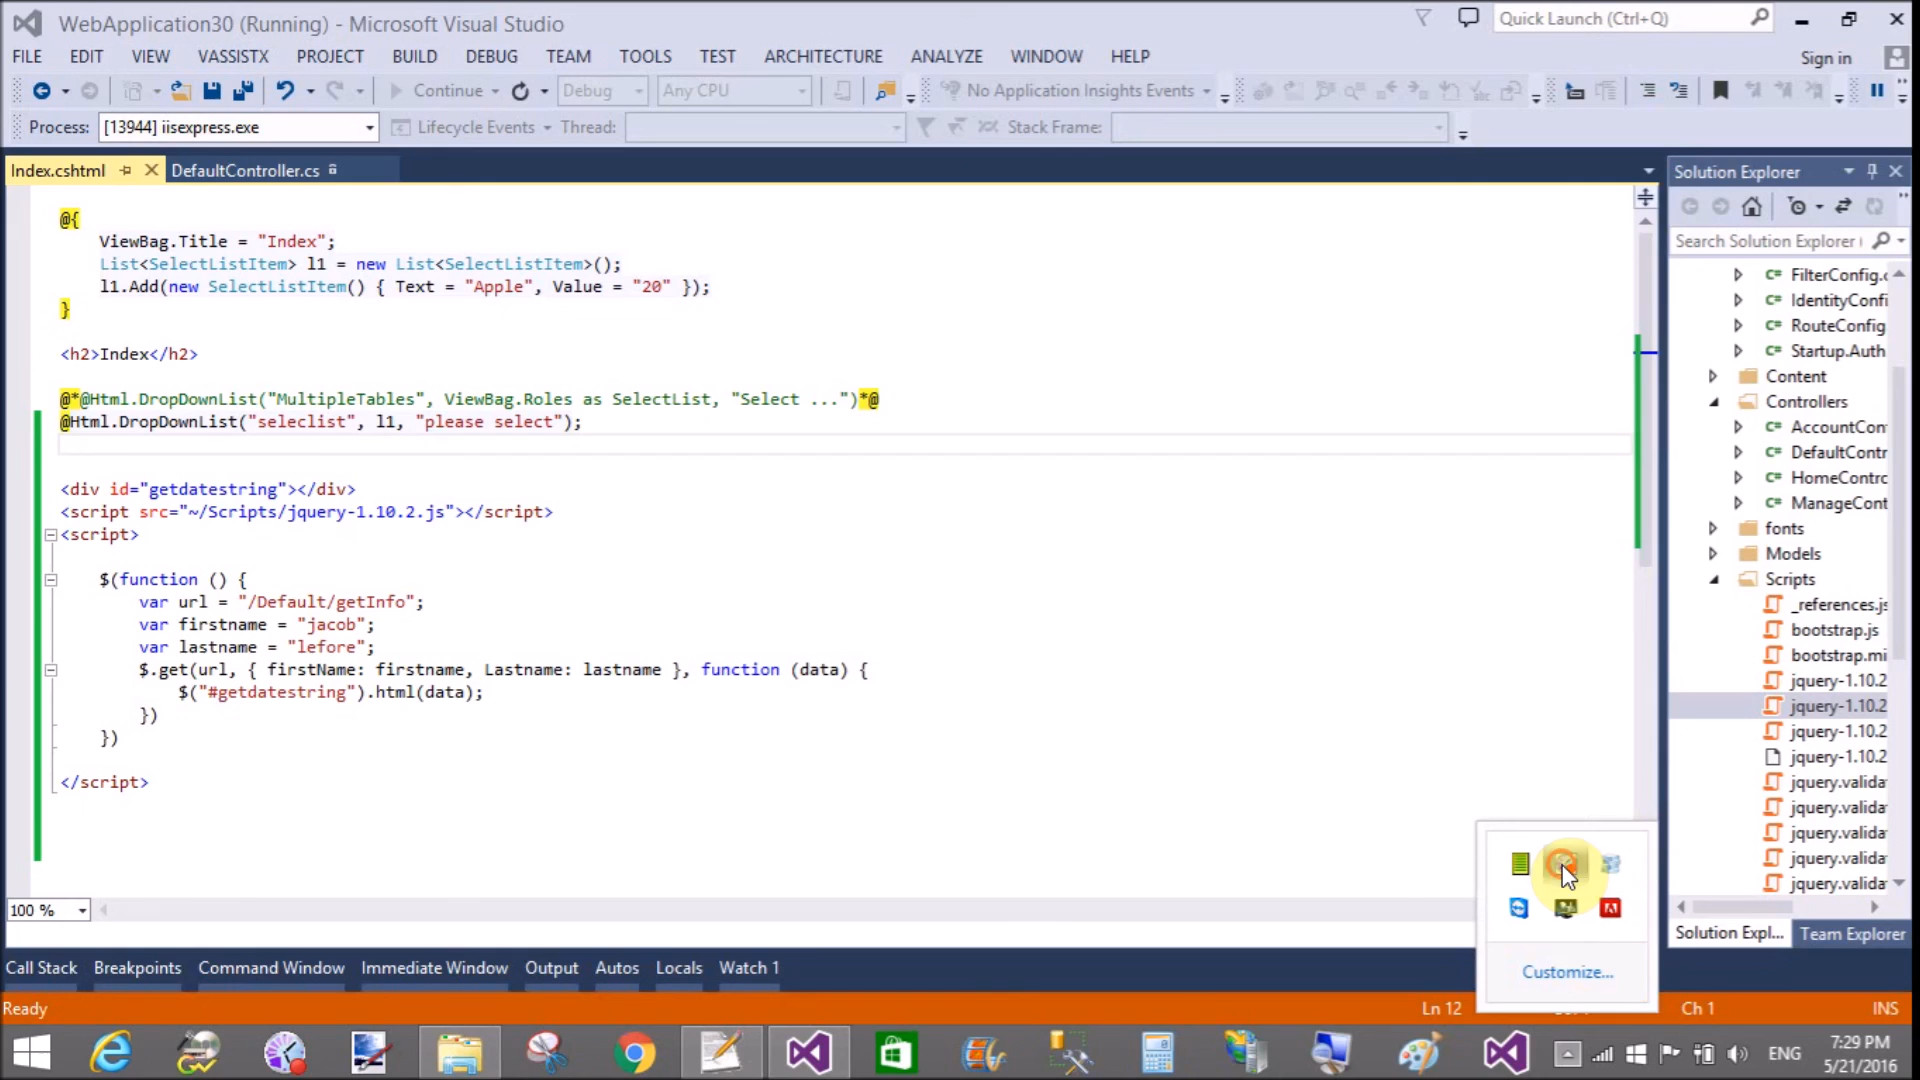 WebApplication30 (Running) - Microsoft Visual Studio
Quick Launch (Ctrl+Q)
FILE EDIT VIEW VASSISTX PROJECT BUILD DEBUG TEAM TOOLS TEST ARCHITECTURE ANALYZE WINDOW HELP
Sign in
Continue Debug Any CPU No Application Insights Events
Process: [13944] iisexpress.exe Lifecycle Events Thread: Stack Frame:
Index.cshtml DefaultController.cs
@{
ViewBag.Title = "Index";
List<SelectListItem> l1 = new List<SelectListItem>();
l1.Add(new SelectListItem() { Text = "Apple", Value = "20" });
}
<h2>Index</h2>
@*@Html.DropDownList("MultipleTables", ViewBag.Roles as SelectList, "Select ...")*@
@Html.DropDownList("seleclist", l1, "please select");
<div id="getdatestring"></div>
<script src="~/Scripts/jquery-1.10.2.js"></script>
<script>
$(function () {
var url = "/Default/getInfo";
var firstname = "jacob";
var lastname = "lefore";
$.get(url, { firstName: firstname, Lastname: lastname }, function (data) {
$("#getdatestring").html(data);
})
})
</script>
100 %
Solution Explorer
Search Solution Explorer (
FilterConfig.c
IdentityConfi
RouteConfig
Startup.Auth
Content
Controllers
AccountCon
DefaultContr
HomeContrc
ManageCont
fonts
Models
Scripts
_references.js
bootstrap.js
bootstrap.mi
jquery-1.10.2
jquery-1.10.2
jquery-1.10.2
jquery-1.10.2
jquery.valida
jquery.valida
jquery.valida
jquery.valida
jquery.valida
Solution Expl... Team Explorer
Customize...
Call Stack Breakpoints Command Window Immediate Window Output Autos Locals Watch 1
Ready Ln 12 Ch 1 INS
ENG
7:29 PM
5/21/2016